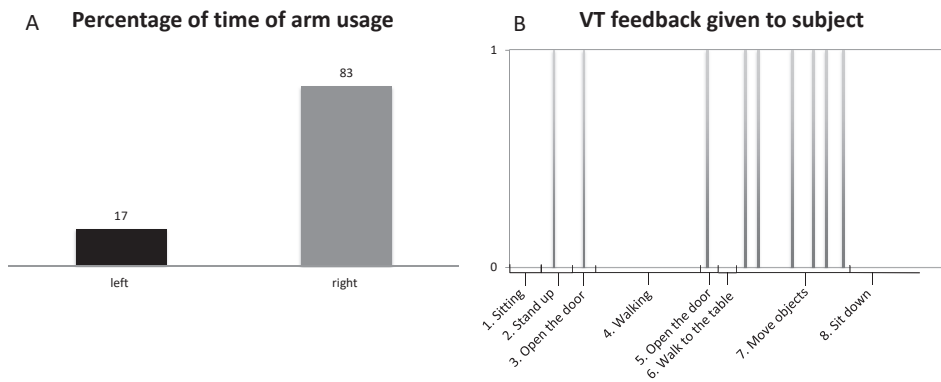 A
Percentage of time of arm usage
83
17
left
right
B
VT feedback given to subject
1
0
1. Sitting
2. Stand up
3. Open the door
4. Walking
5. Open the door
6. Walk to the table
7. Move objects
8. Sit down